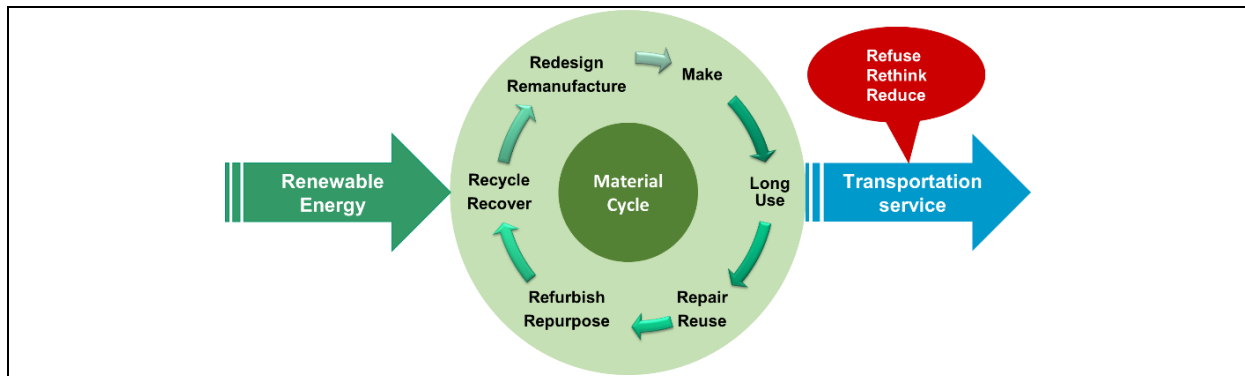 Renewable
Energy
Material
Cycle
Redesign
Remanufacture
Make
Long
Use
Repair
Reuse
Refurbish
Repurpose
Recycle
Recover
Refuse
Rethink
Reduce
Transportation
service